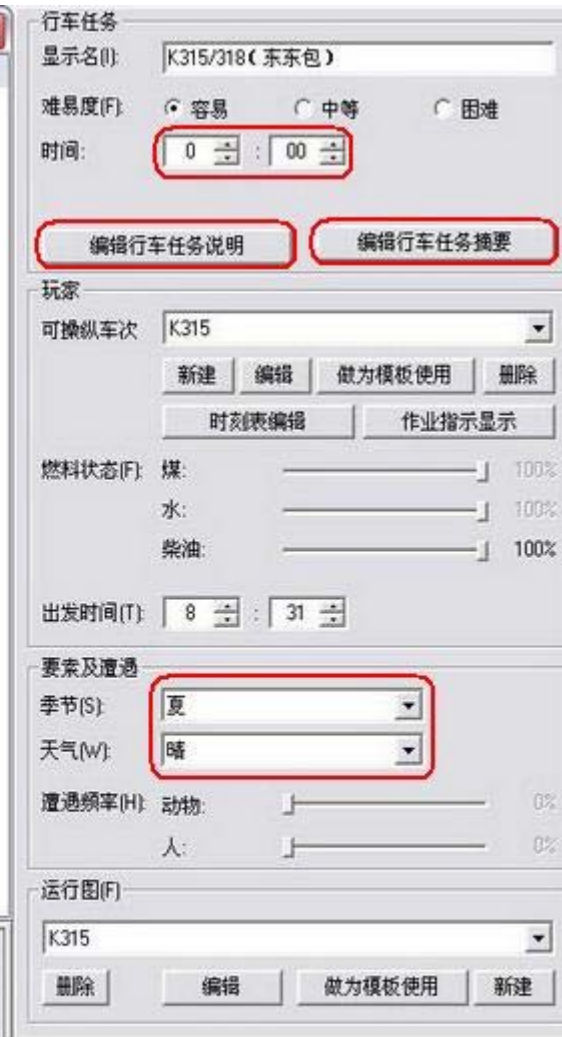 行车任务
显示名(I): K315/318(东东包)
难易度(F): 容易 中等 困难
时间: 0 : 00
编辑行车任务说明 编辑行车任务摘要
玩家
可操纵车次 K315
新建 编辑 做为模板使用 删除
时刻表编辑 作业指示显示
燃料状态(F): 煤: 100%
水: 100%
柴油: 100%
出发时间(T): 8 : 31
要索及遭遇
季节(S): 夏
天气(W): 晴
遭遇频率(H): 动物: 0%
人: 0%
运行图(F)
K315
删除 编辑 做为模板使用 新建